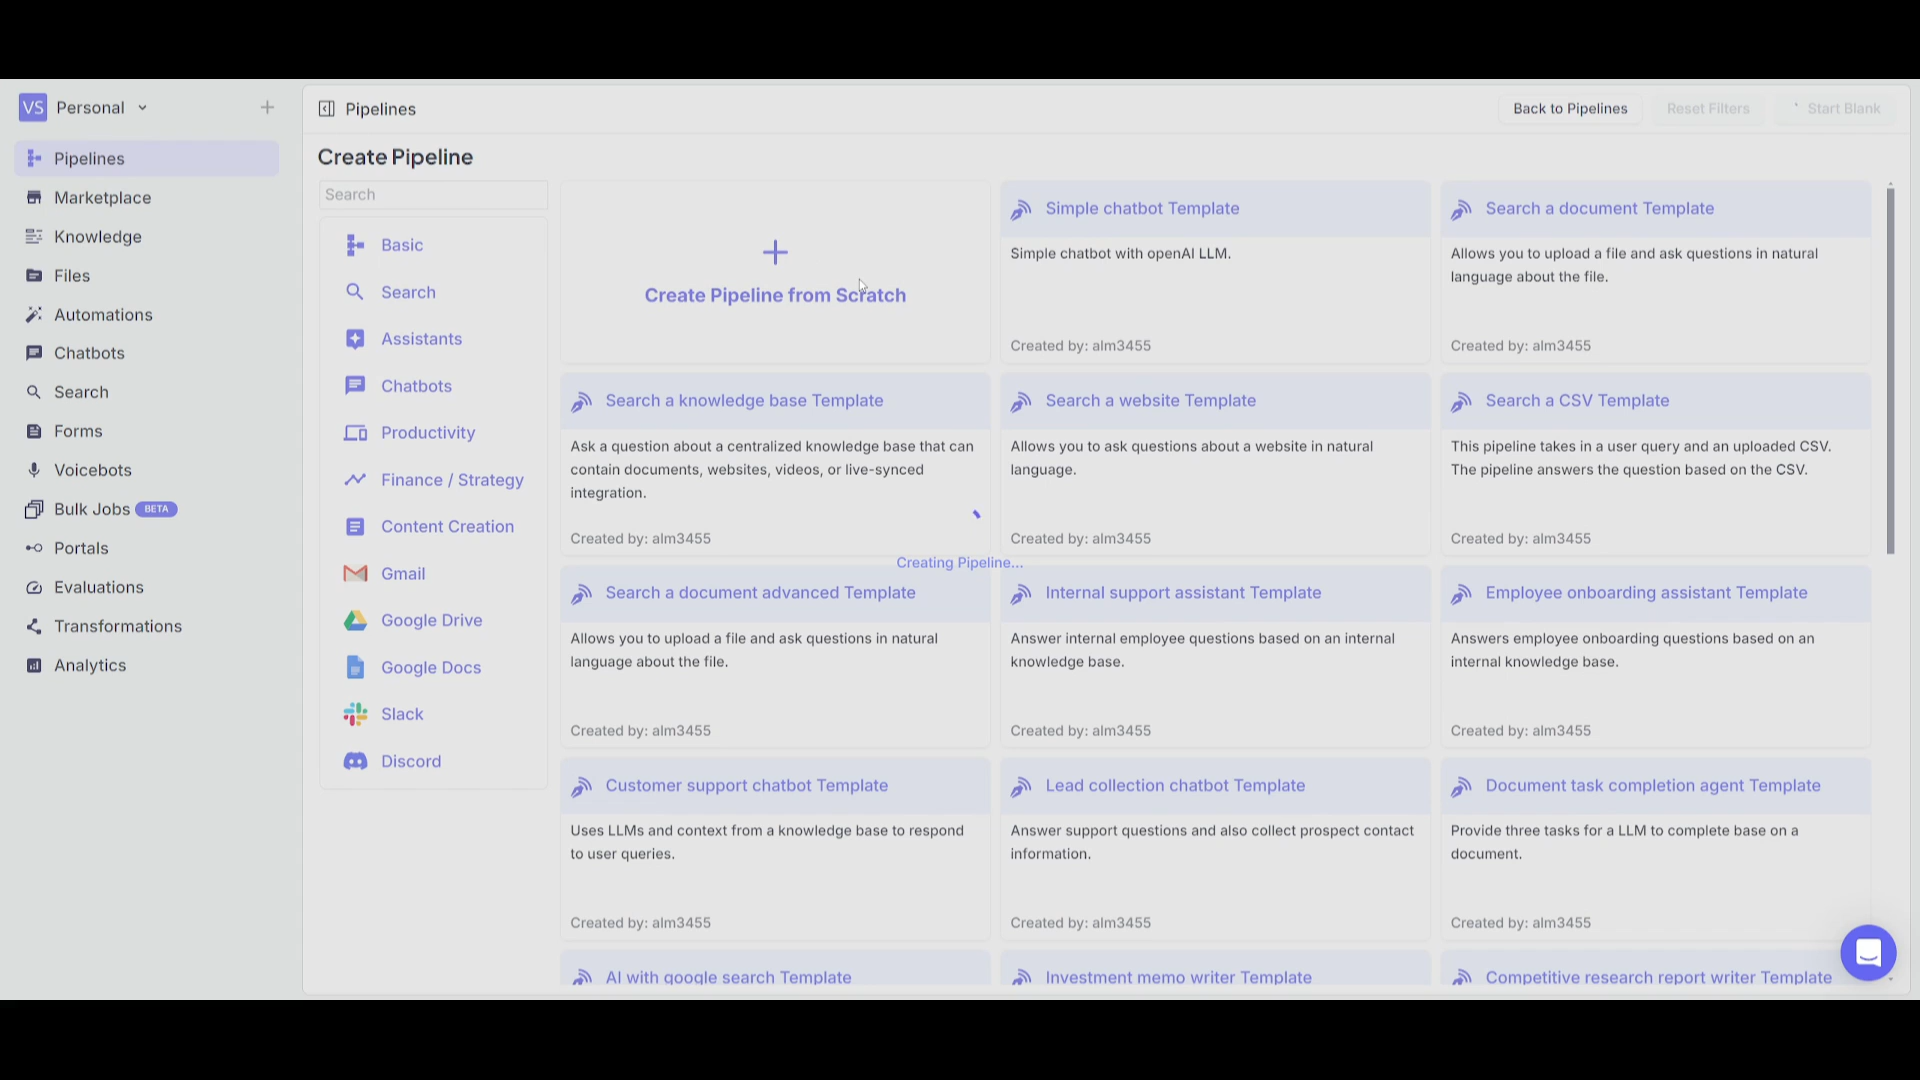 VS Personal
Pipelines
Marketplace
Knowledge
Files
Automations
Chatbots
Search
Forms
Voicebots
Bulk Jobs BETA
Portals
Evaluations
Transformations
Analytics
Pipelines
Back to Pipelines
Reset Filters
Start Blank
Create Pipeline
Search
Basic
Search
Assistants
Chatbots
Productivity
Finance / Strategy
Content Creation
Gmail
Google Drive
Google Docs
Slack
Discord
Create Pipeline from Scratch
Simple chatbot Template
Simple chatbot with openAI LLM.
Created by: alm3455
Search a document Template
Allows you to upload a file and ask questions in natural
language about the file.
Created by: alm3455
Search a knowledge base Template
Ask a question about a centralized knowledge base that can
contain documents, websites, videos, or live-synced
integration.
Created by: alm3455
Search a website Template
Allows you to ask questions about a website in natural
language.
Created by: alm3455
Search a CSV Template
This pipeline takes in a user query and an uploaded CSV.
The pipeline answers the question based on the CSV.
Created by: alm3455
Creating Pipeline...
Search a document advanced Template
Allows you to upload a file and ask questions in natural
language about the file.
Created by: alm3455
Internal support assistant Template
Answer internal employee questions based on an internal
knowledge base.
Created by: alm3455
Employee onboarding assistant Template
Answers employee onboarding questions based on an
internal knowledge base.
Created by: alm3455
Customer support chatbot Template
Uses LLMs and context from a knowledge base to respond
to user queries.
Created by: alm3455
Lead collection chatbot Template
Answer support questions and also collect prospect contact
information.
Created by: alm3455
Document task completion agent Template
Provide three tasks for a LLM to complete base on a
document.
Created by: alm3455
AI with google search Template
Investment memo writer Template
Competitive research report writer Template